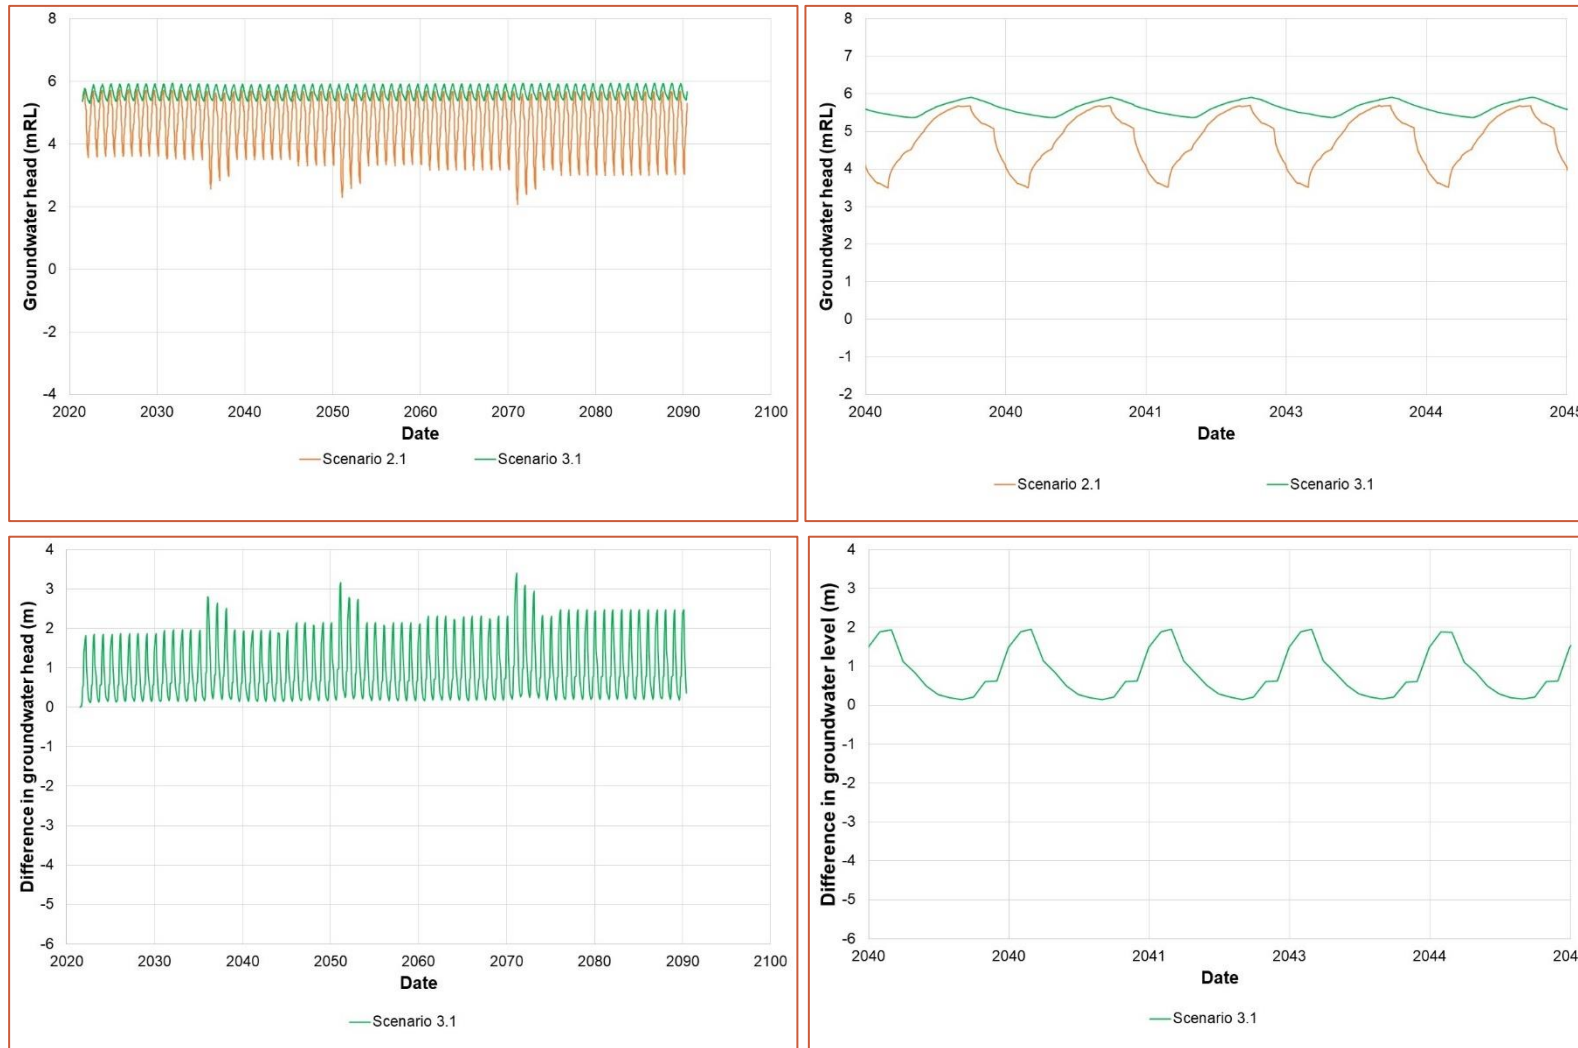 8
6
4
2
0
-2
-4
Groundwater head (mRL)
2020 2030 2040 2050 2060 2070 2080 2090 2100
Date
Scenario 2.1 Scenario 3.1
8
7
6
5
4
3
2
1
0
-1
-2
Groundwater head (mRL)
2040 2040 2041 2043 2044 2045
Date
Scenario 2.1 Scenario 3.1
4
3
2
1
0
-1
-2
-3
-4
-5
-6
Difference in groundwater head (m)
2020 2030 2040 2050 2060 2070 2080 2090 2100
Date
Scenario 3.1
4
3
2
1
0
-1
-2
-3
-4
-5
-6
Difference in groundwater level (m)
2040 2040 2041 2043 2044 204
Date
Scenario 3.1